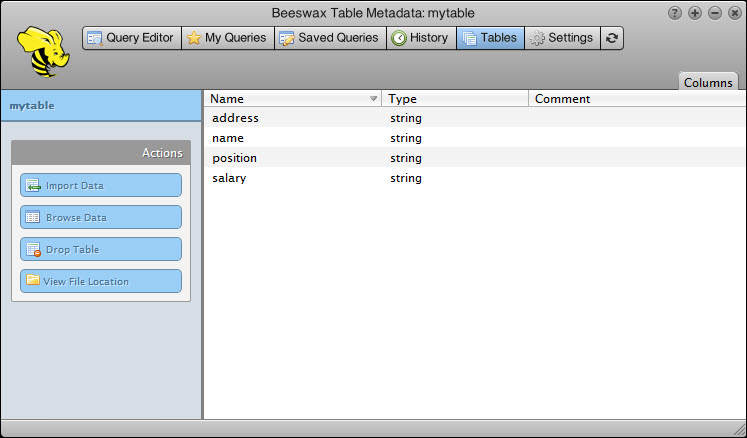 Beeswax Table Metadata: mytable
Query Editor My Queries Saved Queries History Tables Settings
Columns
mytable
Name Type Comment
address string
name string
position string
salary string
Actions
Import Data
Browse Data
Drop Table
View File Location